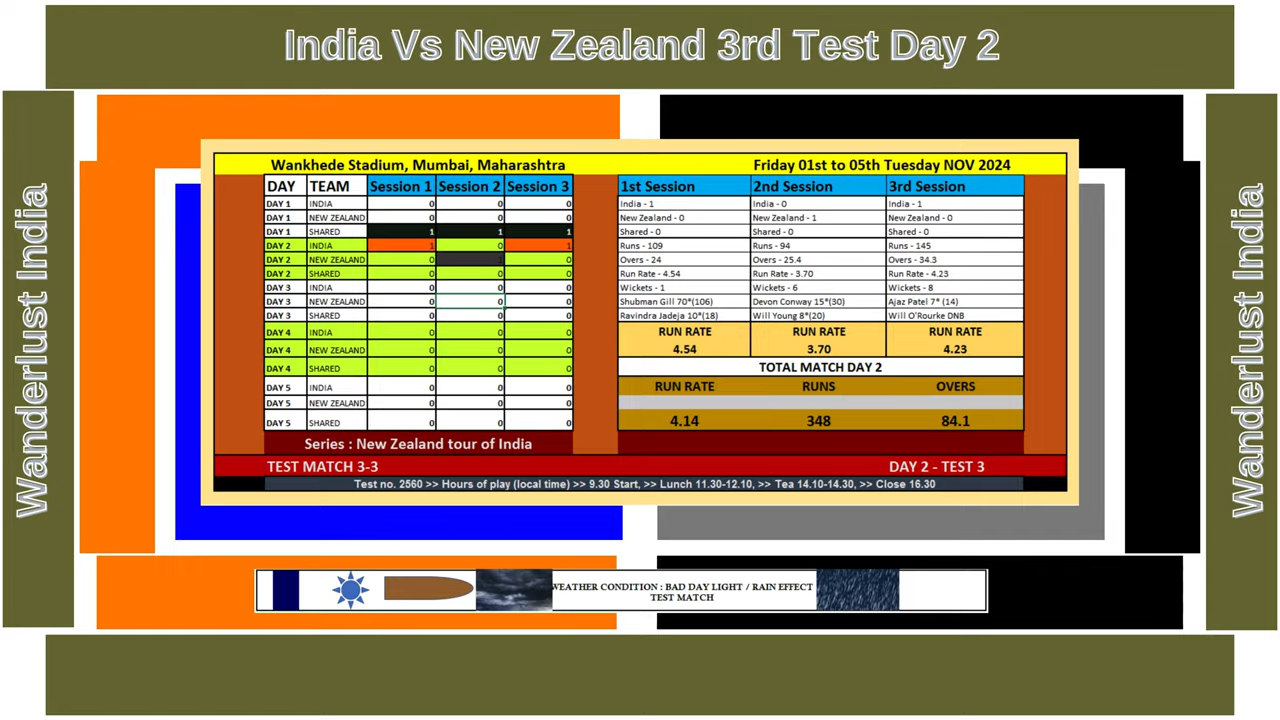 India Vs New Zealand 3rd Test Day 2
Wanderlust India
Wankhede Stadium, Mumbai, Maharashtra Friday 01st to 05th Tuesday NOV 2024
DAY TEAM Session 1 Session 2 Session 3
DAY 1 INDIA 0 0 0
DAY 1 NEW ZEALAND 0 0 0
DAY 1 SHARED 1 1 1
DAY 2 INDIA 1 0 1
DAY 2 NEW ZEALAND 0 1 0
DAY 2 SHARED 0 0 0
DAY 3 INDIA 0 0 0
DAY 3 NEW ZEALAND 0 0 0
DAY 3 SHARED 0 0 0
DAY 4 INDIA 0 0 0
DAY 4 NEW ZEALAND 0 0 0
DAY 4 SHARED 0 0 0
DAY 5 INDIA 0 0 0
DAY 5 NEW ZEALAND 0 0 0
DAY 5 SHARED 0 0 0
Series : New Zealand tour of India
1st Session 2nd Session 3rd Session
India - 1 India - 0 India - 1
New Zealand - 0 New Zealand - 1 New Zealand - 0
Shared - 0 Shared - 0 Shared - 0
Runs - 109 Runs - 94 Runs - 145
Overs - 24 Overs - 25.4 Overs - 34.3
Run Rate - 4.54 Run Rate - 3.70 Run Rate - 4.23
Wickets - 1 Wickets - 6 Wickets - 8
Shubman Gill 70*(106) Devon Conway 15*(30) Ajaz Patel 7* (14)
Ravindra Jadeja 10*(18) Will Young 8*(20) Will O'Rourke DNB
RUN RATE RUN RATE RUN RATE
4.54 3.70 4.23
TOTAL MATCH DAY 2
RUN RATE RUNS OVERS
4.14 348 84.1
TEST MATCH 3-3 DAY 2 - TEST 3
Test no. 2560 >> Hours of play (local time) >> 9.30 Start, >> Lunch 11.30-12.10, >> Tea 14.10-14.30, >> Close 16.30
WEATHER CONDITION : BAD DAY LIGHT / RAIN EFFECT
TEST MATCH
Wanderlust India